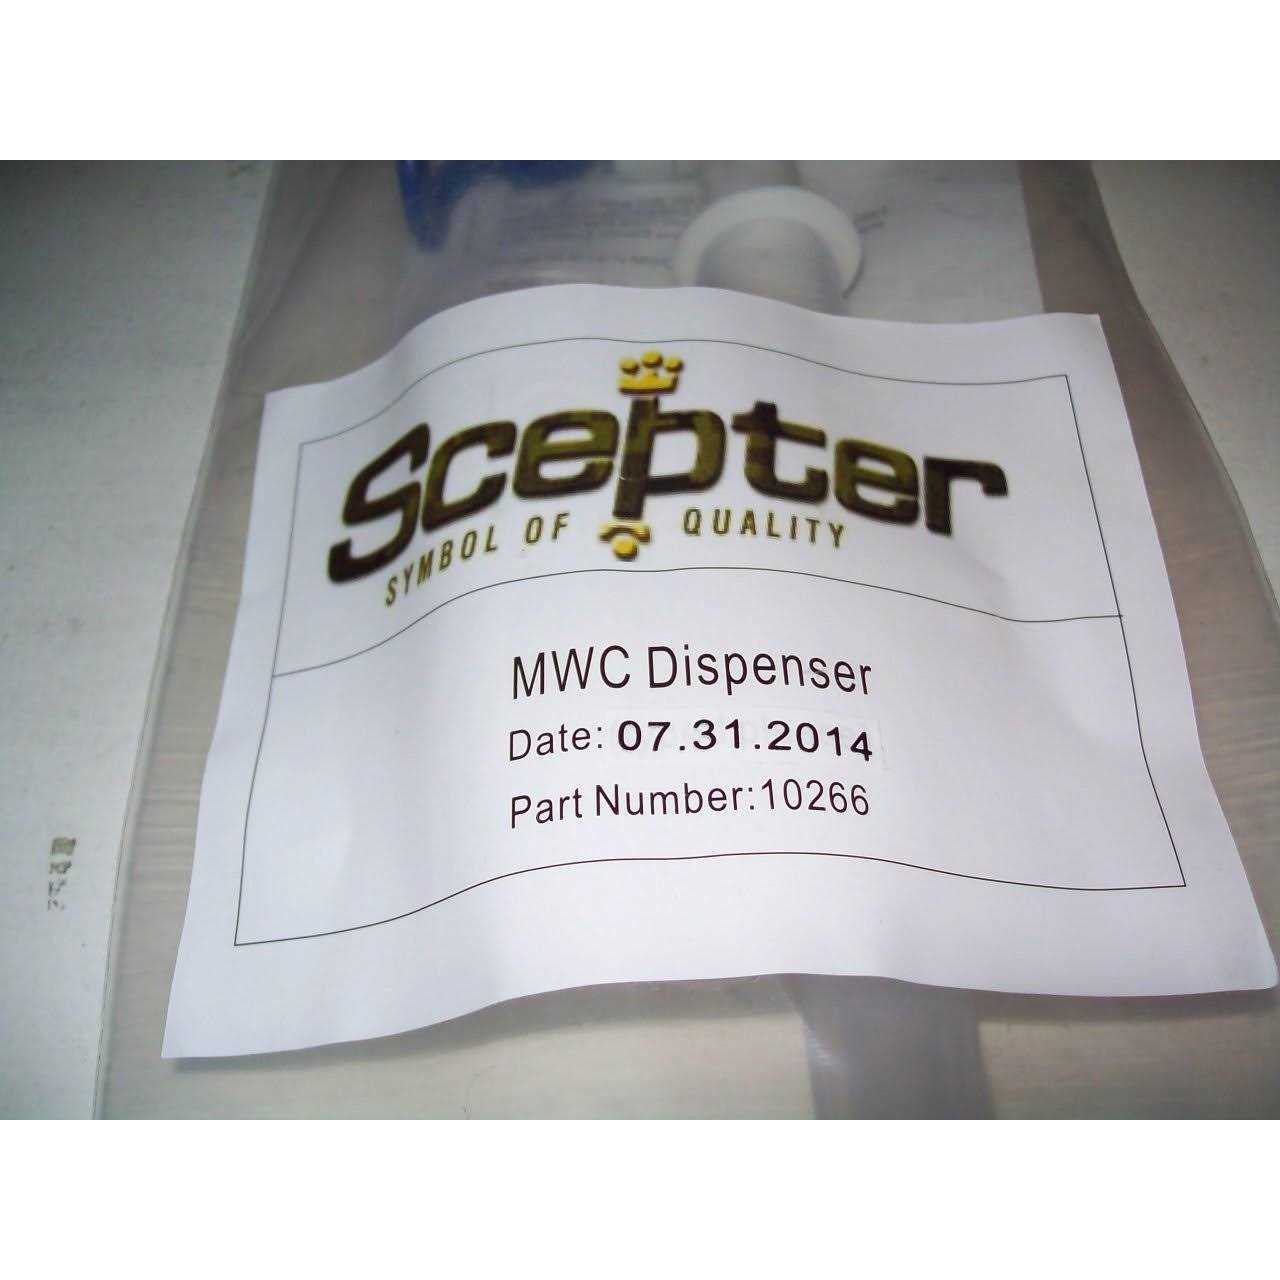 Scepter
SYMBOL OF QUALITY
MWC Dispenser
Date: 07.31.2014
Part Number:10266